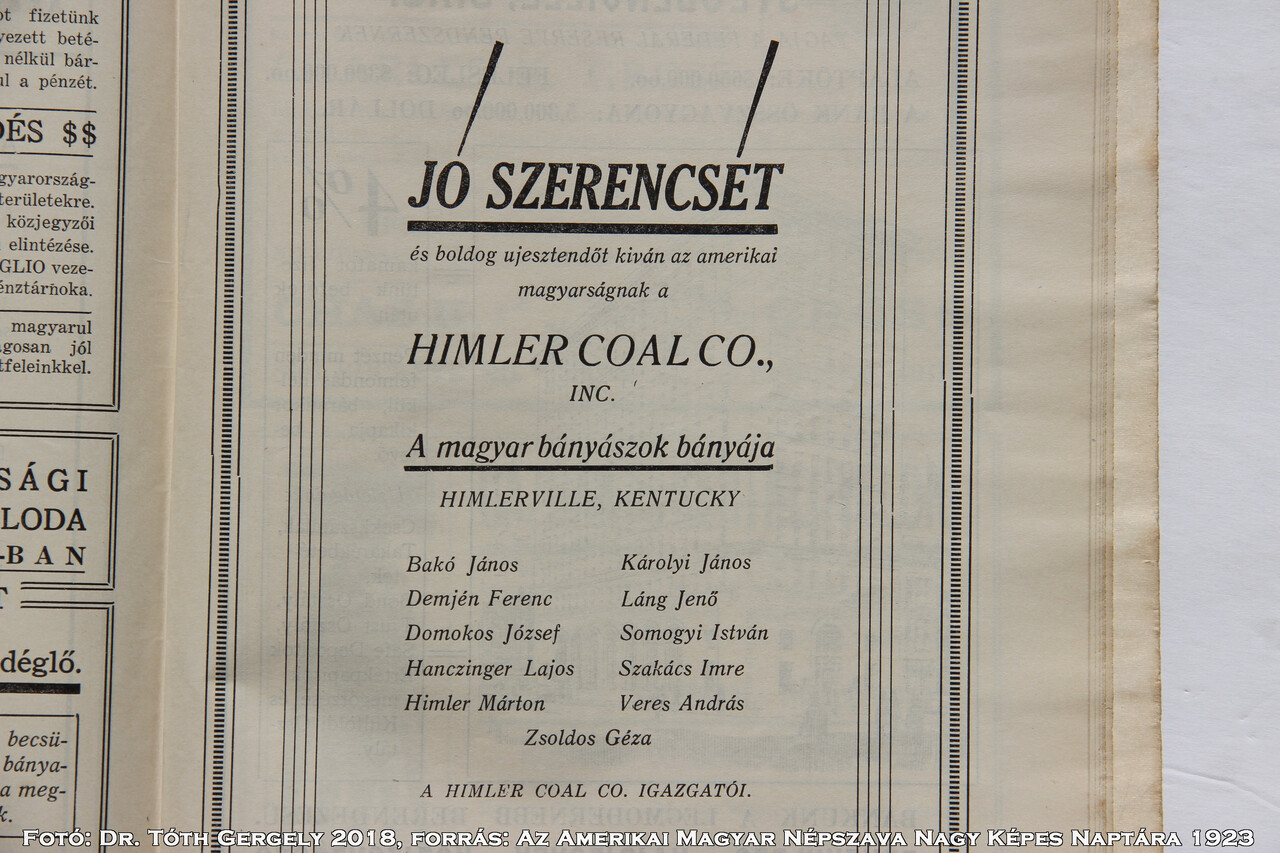 ot fizetünk
vezett beté-
nélkül bár-
ul a pénzét.
DÉS $$
gyarország-
területekre.
közjegyzői
elintézése.
GLIO veze-
énztárnoka.
magyarul
gosan jól
tfeleinkkel.
SÁGI
LODA
-BAN
T
déglő.
becsü-
bánya-
a meg-
k.
JÓ SZERENCSÉT
és boldog ujesztendőt kiván az amerikai
magyarságnak a
HIMLER COAL CO.,
INC.
A magyar bányászok bányája
HIMLERVILLE, KENTUCKY
Bakó János Károlyi János
Demjén Ferenc Láng Jenő
Domokos József Somogyi István
Hanczinger Lajos Szakács Imre
Himler Márton Veres András
Zsoldos Géza
A HIMLER COAL CO. IGAZGATÓI.
Fotó: Dr. Tóth Gergely 2018, forrás: Az Amerikai Magyar Népszava Nagy Képes Naptára 1923